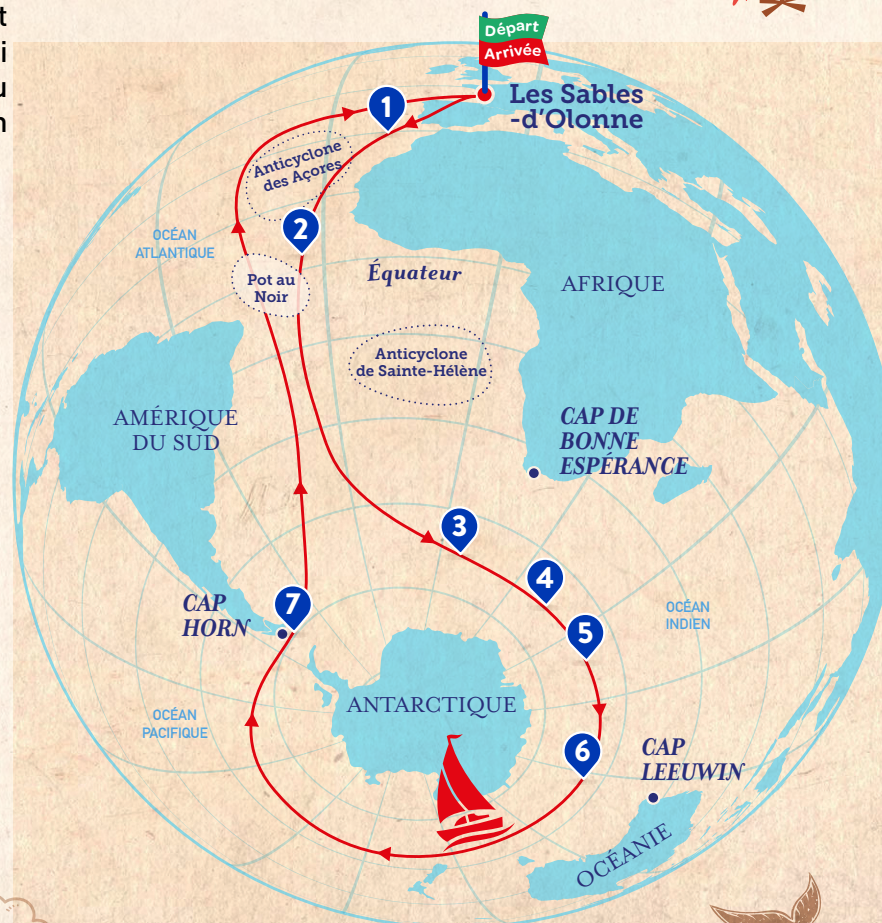 t
i
u
n
Départ
Arrivée
Les Sables
-d'Olonne
1
Anticyclone
des Açores
2
OCÉAN
ATLANTIQUE
Pot au
Noir
Équateur
AFRIQUE
Anticyclone
de Sainte-Hélène
AMÉRIQUE
DU SUD
CAP DE
BONNE
ESPÉRANCE
3
4
5
CAP
HORN
7
OCÉAN
INDIEN
ANTARCTIQUE
OCÉAN
PACIFIQUE
6
CAP
LEEUWIN
OCÉANIE